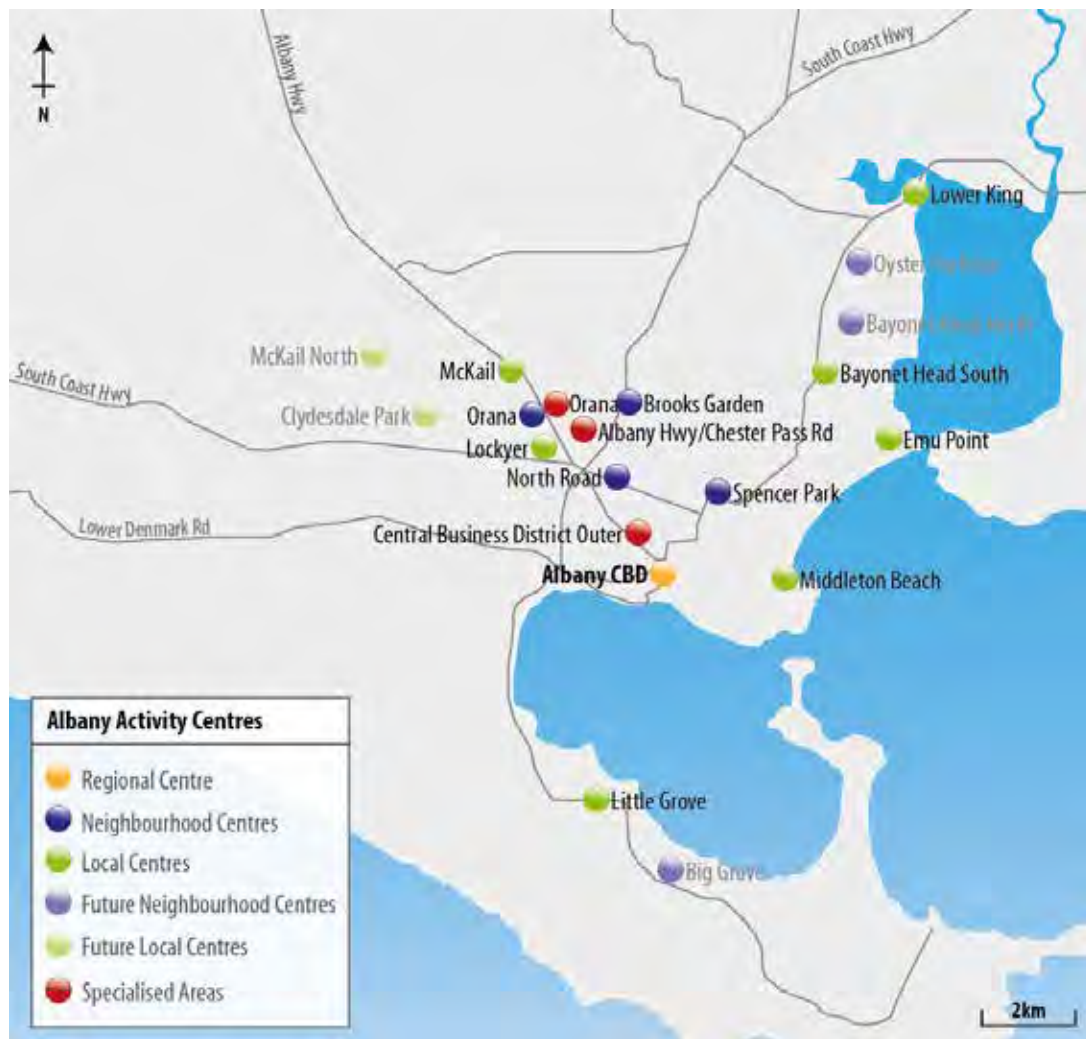 Albany Hwy
South Coast Hwy
N
Lower King
Oyster
Bayonet Head
McKail North
McKail
Bayonet Head South
South Coast Hwy
Clydesdale Park
Orana
Orana
Brooks Garden
Albany Hwy/Chester Pass Rd
Emu Point
Lockyer
North Road
Spencer Park
Lower Denmark Rd
Central Business District Outer
Albany CBD
Middleton Beach
Albany Activity Centres
Regional Centre
Neighbourhood Centres
Local Centres
Future Neighbourhood Centres
Future Local Centres
Specialised Areas
Little Grove
Big Grove
2km